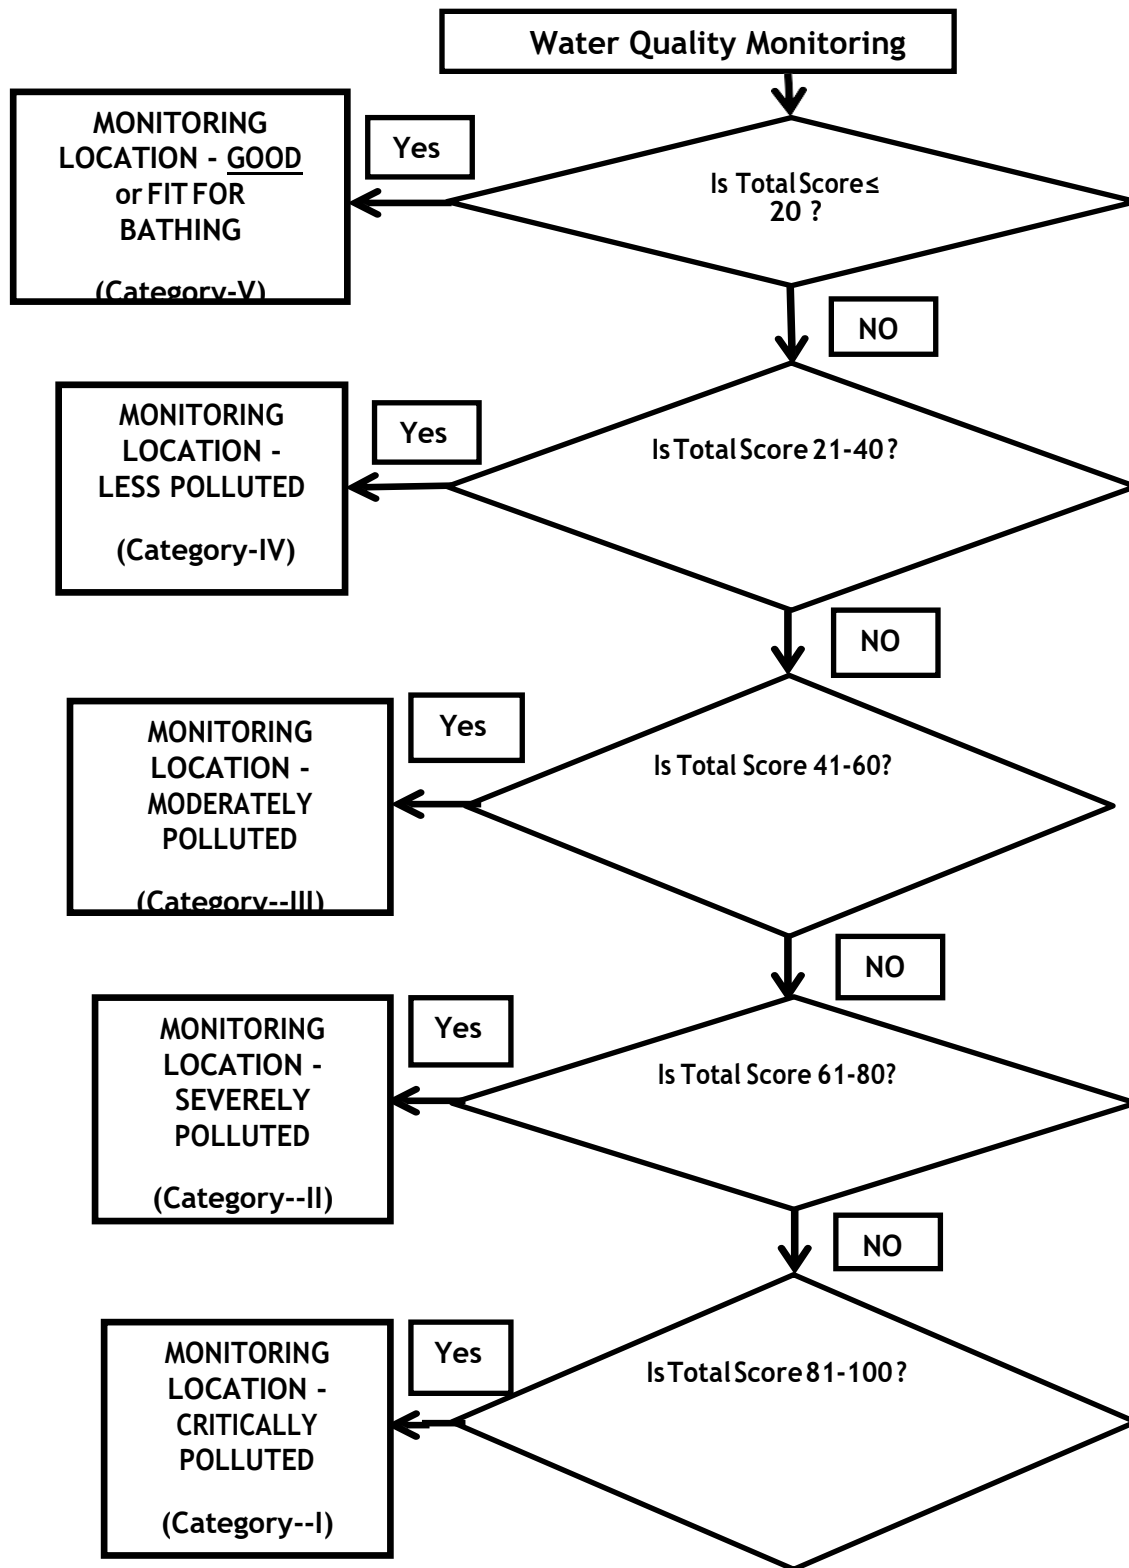 Water Quality Monitoring
MONITORING
LOCATION - GOOD
or FIT FOR
BATHING
(Category-V)
Yes
Is Total Score ≤
20 ?
NO
MONITORING
LOCATION -
LESS POLLUTED
(Category-IV)
Yes
Is Total Score 21-40 ?
NO
MONITORING
LOCATION -
MODERATELY
POLLUTED
(Category--III)
Yes
Is Total Score 41-60?
NO
MONITORING
LOCATION -
SEVERELY
POLLUTED
(Category--II)
Yes
Is Total Score 61-80?
NO
MONITORING
LOCATION -
CRITICALLY
POLLUTED
(Category--I)
Yes
Is Total Score 81-100 ?